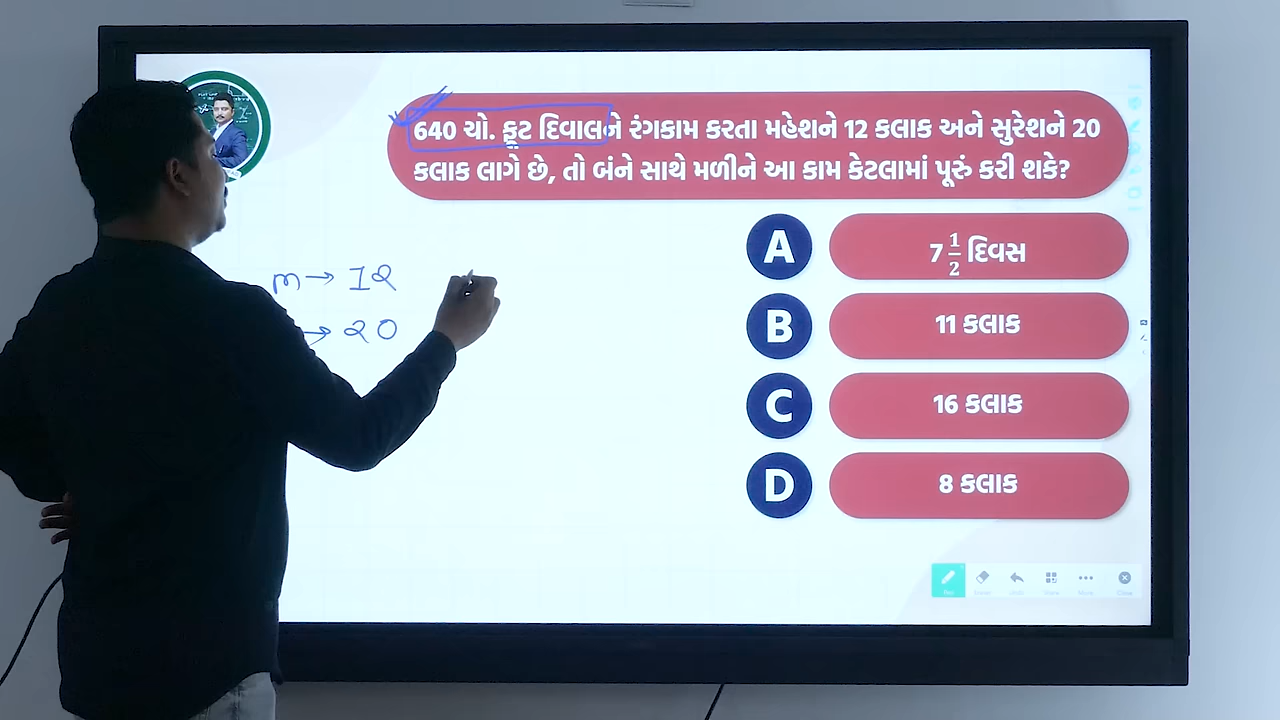 640 ચો. ફૂટ દિવાલને રંગકામ કરતા મહેશને 12 કલાક અને સુરેશને 20
કલાક લાગે છે, તો બંને સાથે મળીને આ કામ કેટલામાં પૂરું કરી શકે?
A 7 1/2 દિવસ
B 11 કલાક
C 16 કલાક
D 8 કલાક
m → 12
→ 20